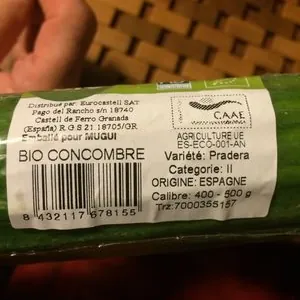 Distribué par: Eurocastell SAT
Pago del Rancho s/n 18740
Castell de Ferro Granada
(España) R.G S 21.18705/GR
Emballé pour MUGUI
BIO CONCOMBRE
8 432117 678155
CAAE
AGRICULTURE UE
ES-ECO-001-AN
Variété: Pradera
Categorie: II
ORIGINE: ESPAGNE
Calibre: 400 - 500 g
Trz:7000355157